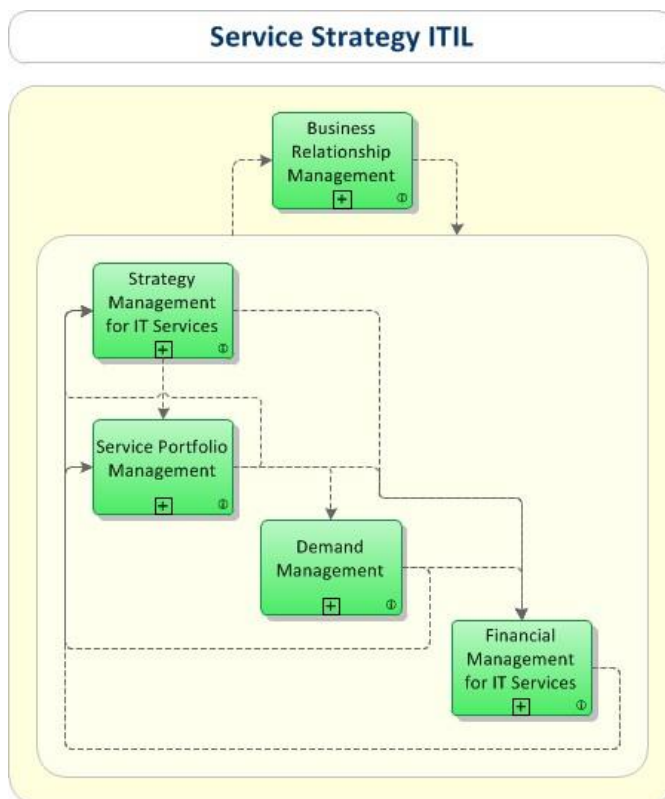 Service Strategy ITIL
Business
Relationship
Management
Strategy
Management
for IT Services
Service Portfolio
Management
Demand
Management
Financial
Management
for IT Services